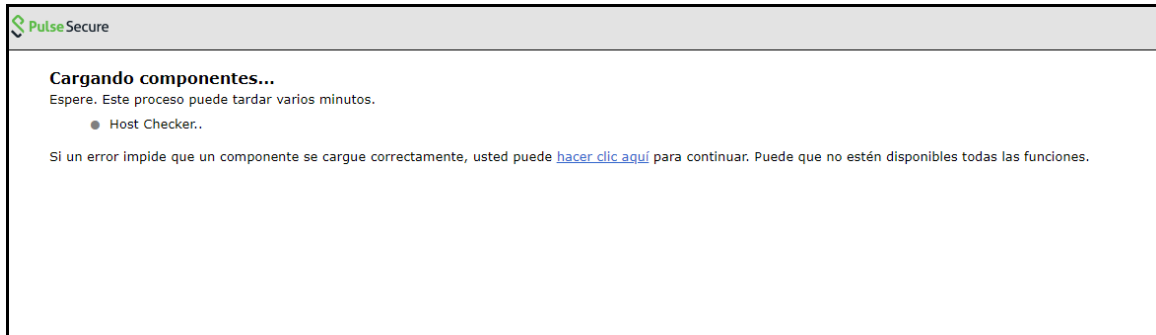 Pulse Secure
Cargando componentes...
Espere. Este proceso puede tardar varios minutos.
Host Checker..
Si un error impide que un componente se cargue correctamente, usted puede hacer clic aquí para continuar. Puede que no estén disponibles todas las funciones.